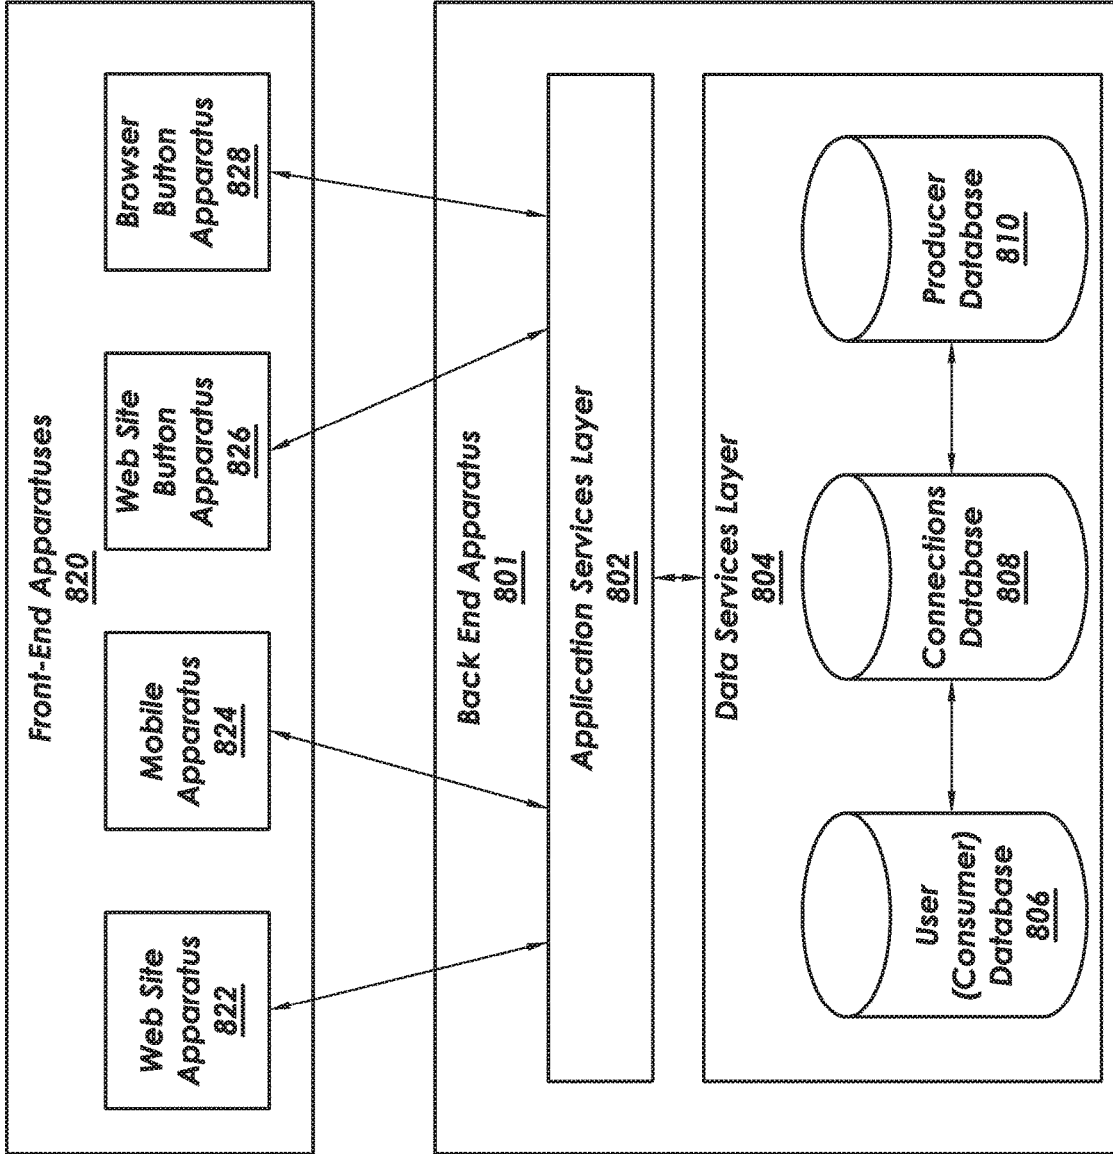 Front-End Apparatuses
820
Web Site
Apparatus
822
Mobile
Apparatus
824
Web Site
Button
Apparatus
826
Browser
Button
Apparatus
828
Back End Apparatus
801
Application Services Layer
802
Data Services Layer
804
User
(Consumer)
Database
806
Connections
Database
808
Producer
Database
810